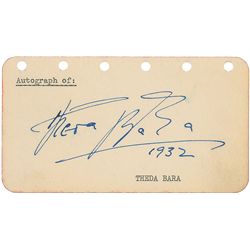 Autograph of:
Theda Bara
1932
THEDA BARA